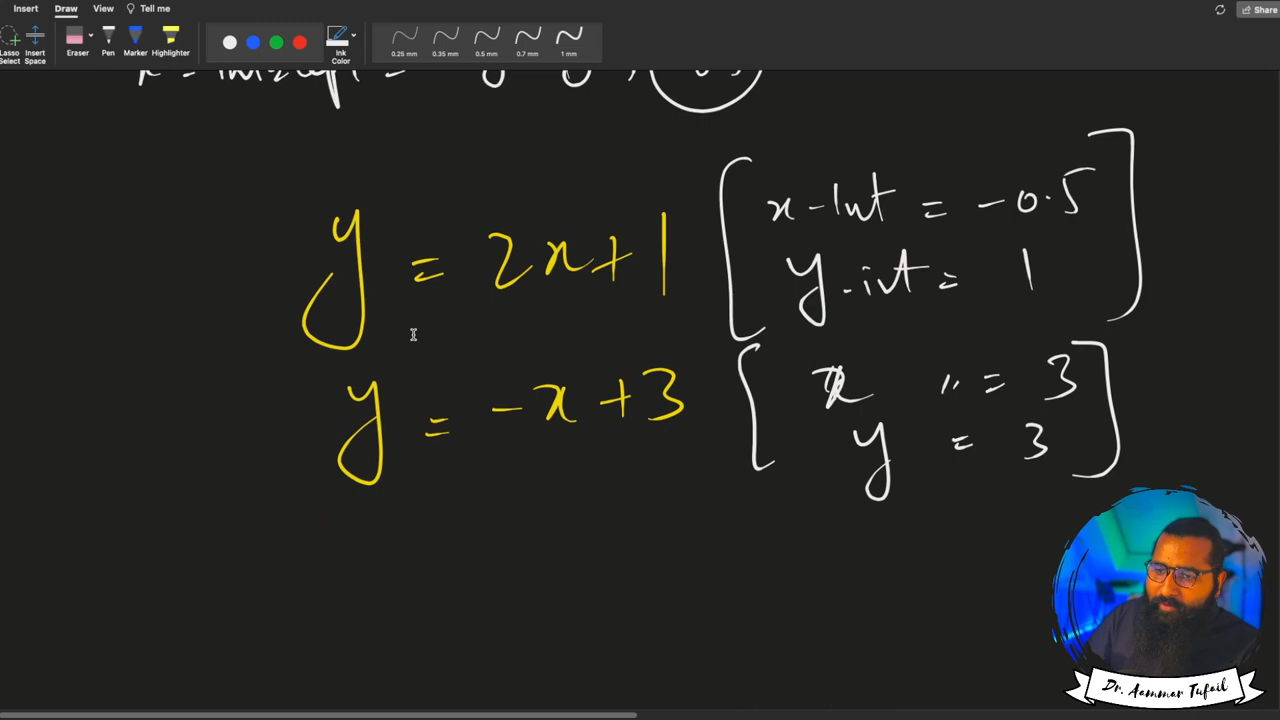 Insert Draw View Tell me
Share
Lasso Select
Insert Space
Eraser
Pen
Marker
Highlighter
Ink Color
0.25 mm
0.35 mm
0.5 mm
0.7 mm
1 mm
y = 2x+1
x-Int = -0.5
y-int = 1
y = -x+3
x " = 3
y = 3
Dr. Aammar Tufail